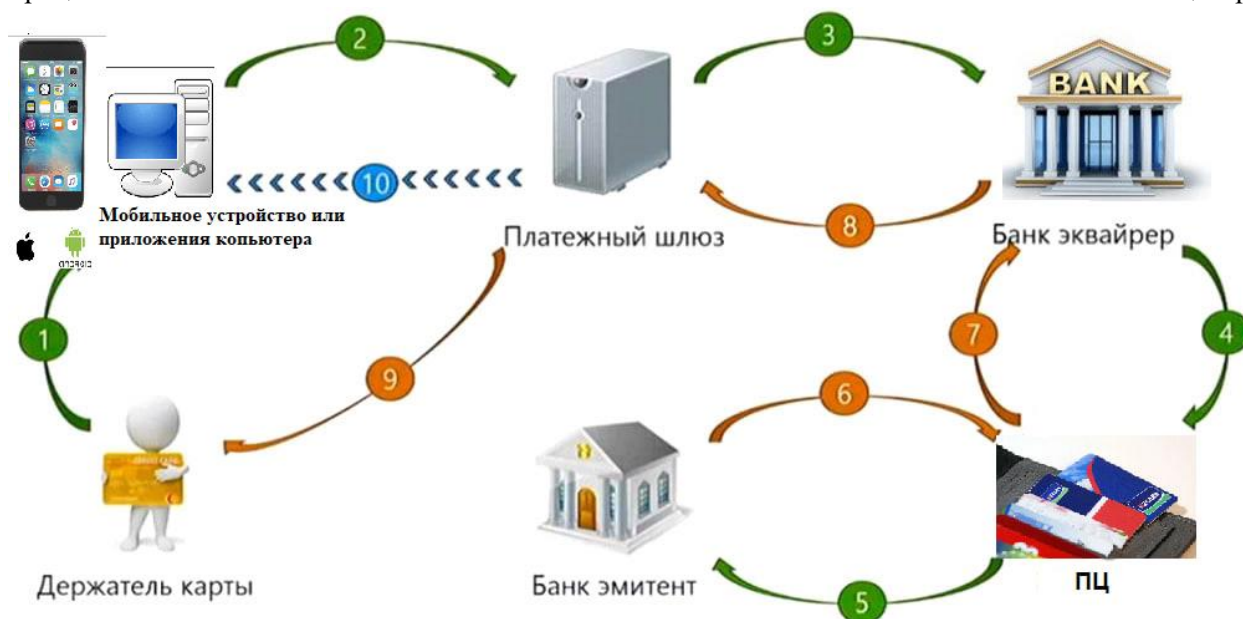 2
3
BANK
10
Мобильное устройство или
приложения копьютера
Платежный шлюз
8
Банк эквайрер
1
9
7
4
6
Держатель карты
Банк эмитент
5
ПЦ